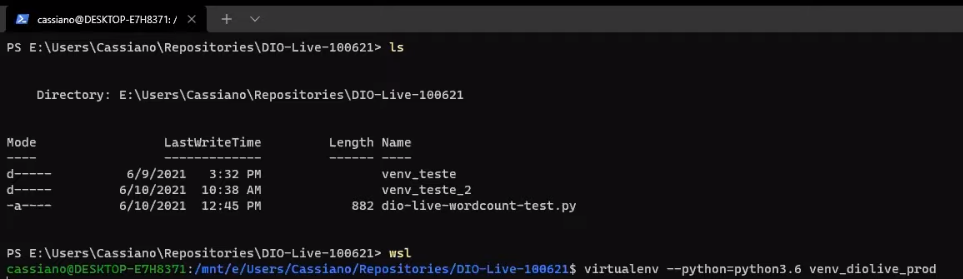 cassiano@DESKTOP-E7H8371: /
PS E:\Users\Cassiano\Repositories\DIO-Live-100621> ls
Directory: E:\Users\Cassiano\Repositories\DIO-Live-100621
Mode LastWriteTime Length Name
---- ------------- ------ ----
d----- 6/9/2021 3:32 PM venv_teste
d----- 6/10/2021 10:38 AM venv_teste_2
-a---- 6/10/2021 12:45 PM 882 dio-live-wordcount-test.py
PS E:\Users\Cassiano\Repositories\DIO-Live-100621> wsl
cassiano@DESKTOP-E7H8371:/mnt/e/Users/Cassiano/Repositories/DIO-Live-100621$ virtualenv --python=python3.6 venv_diolive_prod